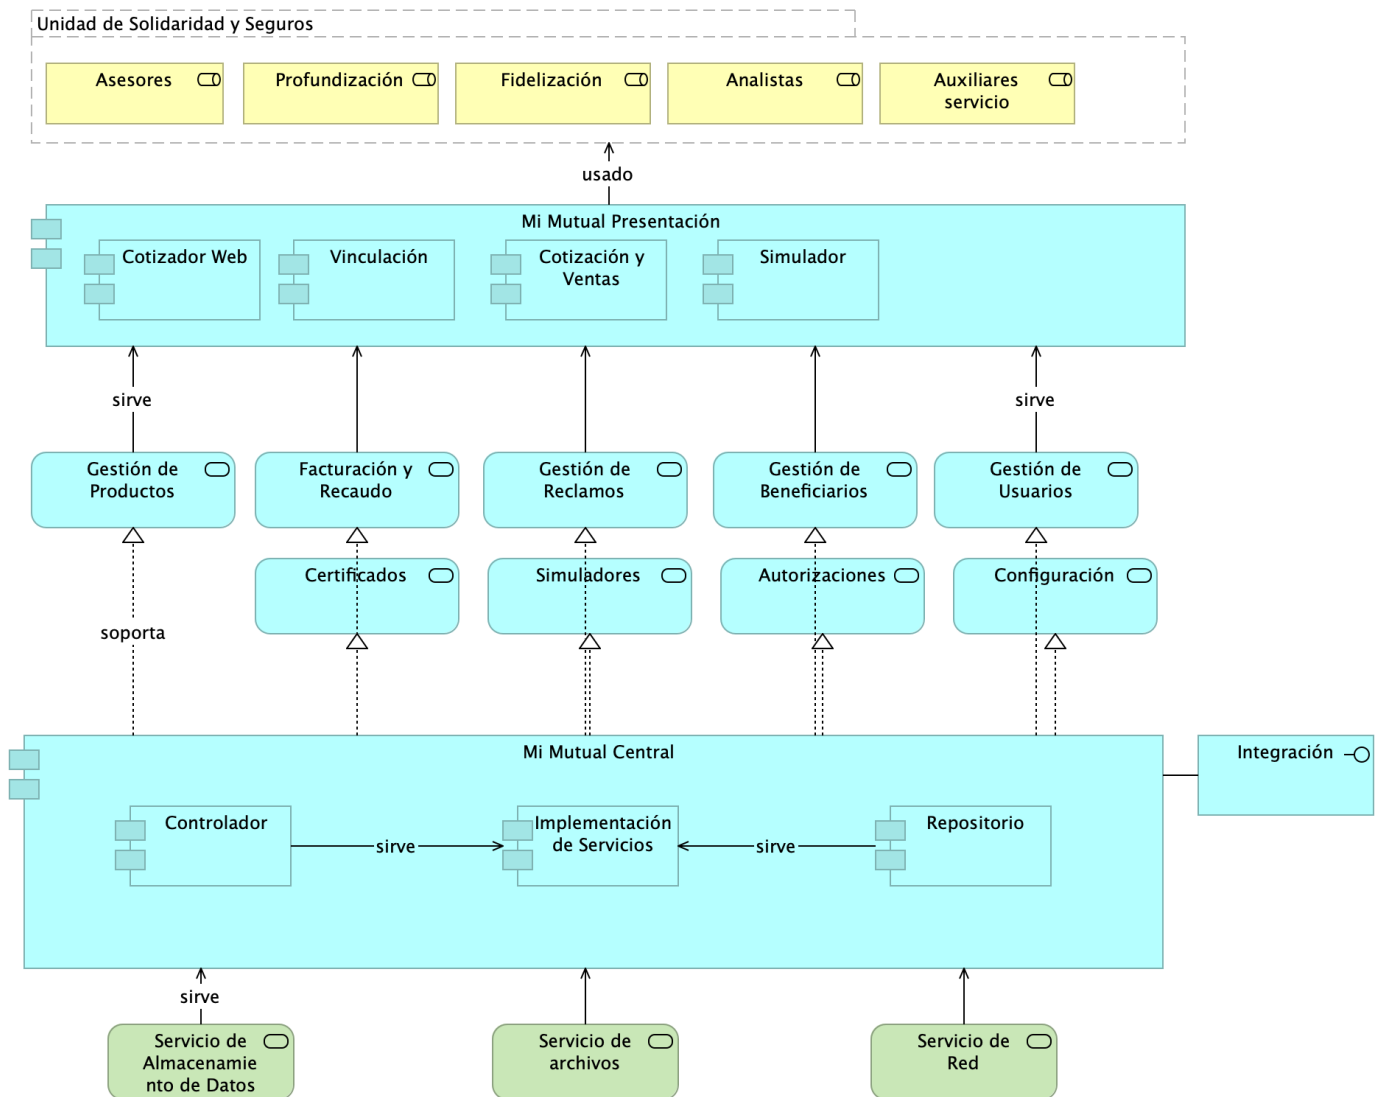 Unidad de Solidaridad y Seguros
Asesores
Profundización
Fidelización
Analistas
Auxiliares
servicio
usado
Mi Mutual Presentación
Cotizador Web
Vinculación
Cotización y
Ventas
Simulador
sirve
sirve
Gestión de
Productos
Facturación y
Recaudo
Gestión de
Reclamos
Gestión de
Beneficiarios
Gestión de
Usuarios
Certificados
Simuladores
Autorizaciones
Configuración
soporta
Mi Mutual Central
Integración
Controlador
sirve
Implementación
de Servicios
sirve
Repositorio
sirve
Servicio de
Almacenamie
nto de Datos
Servicio de
archivos
Servicio de
Red